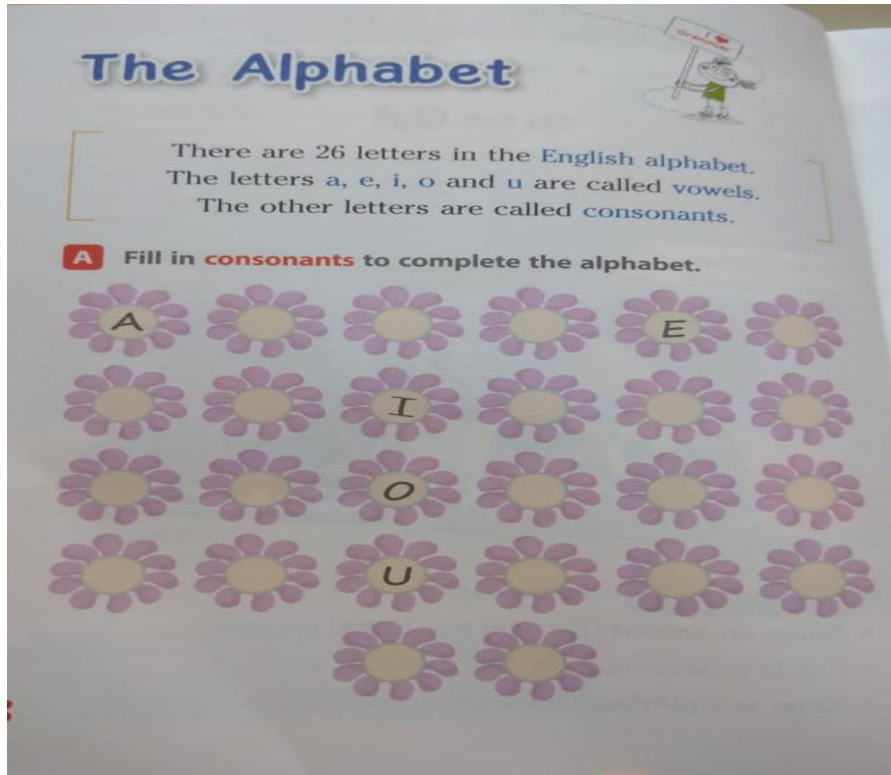 I ❤ Grammar
The Alphabet
There are 26 letters in the English alphabet.
The letters a, e, i, o and u are called vowels.
The other letters are called consonants.
A Fill in consonants to complete the alphabet.
A E
I
O
U